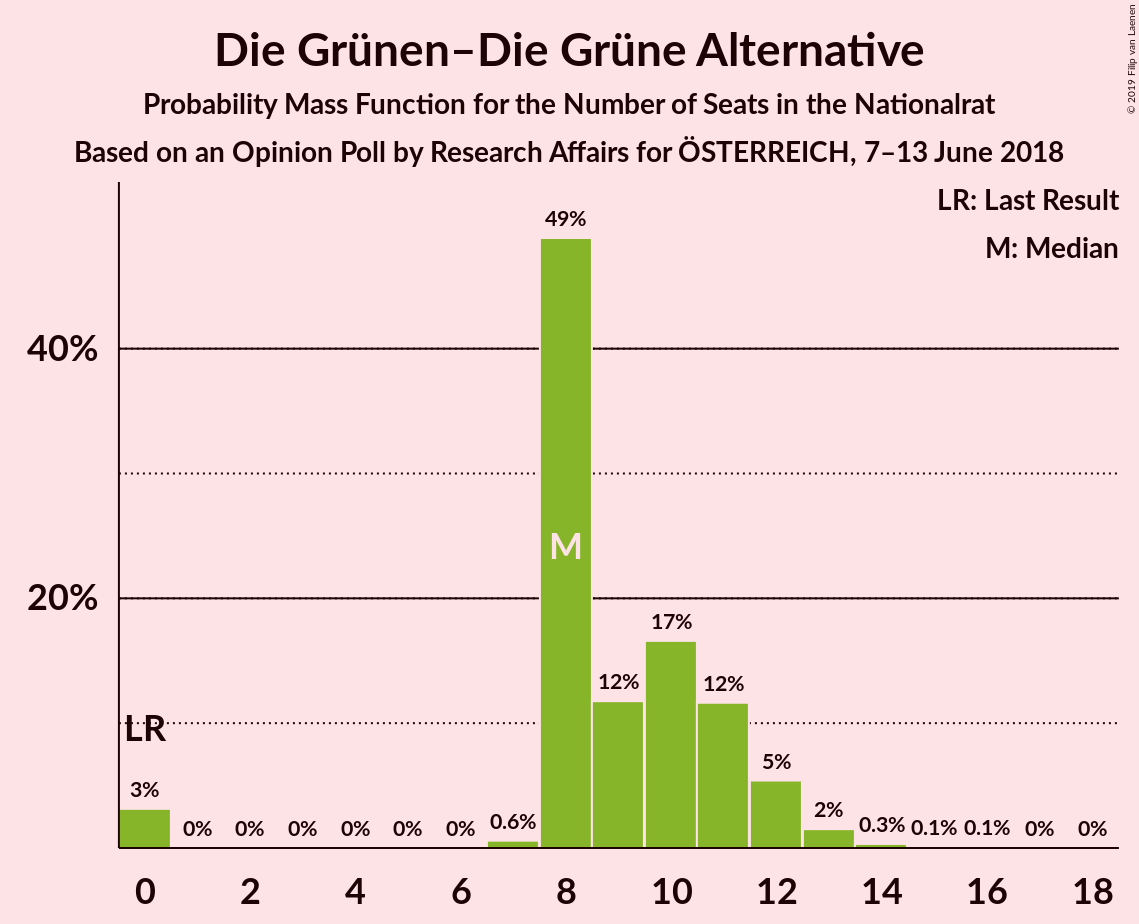 Die Grünen–Die Grüne Alternative
Probability Mass Function for the Number of Seats in the Nationalrat
Based on an Opinion Poll by Research Affairs for ÖSTERREICH, 7–13 June 2018
© 2019 Filip van Laenen
LR: Last Result
M: Median
49%
40%
M
20%
17%
12%
12%
LR
5%
3%
2%
0% 0% 0% 0% 0% 0% 0.6% 0.3% 0.1% 0.1% 0% 0%
0 2 4 6 8 10 12 14 16 18